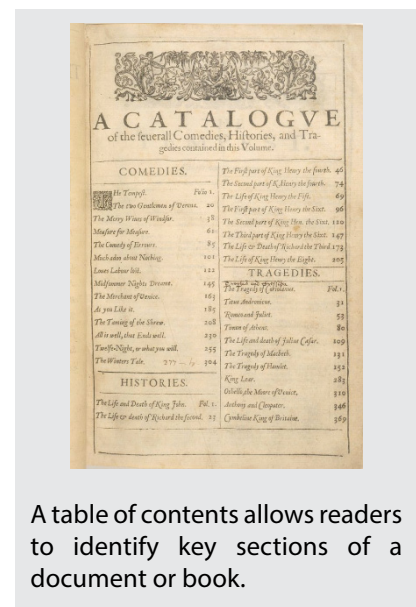 A CATALOGVE
of the seuerall Comedies, Histories, and Tra-
gedies contained in this Volume.
COMEDIES.
The Tempest. Folio 1.
The two Gentlemen of Verona. 20
The Merry Wiues of Windsor. 38
Measure for Measure. 61
The Comedy of Errours. 85
Much adoo about Nothing. 101
Loues Labour lost. 122
Midsommer Nights Dreame. 145
The Merchant of Venice. 163
As you Like it. 185
The Taming of the Shrew. 208
All is well, that Ends well. 230
Twelfe-Night, or what you will. 255
The Winters Tale. 304
HISTORIES.
The Life and Death of King John. Fol. 1.
The Life & death of Richard the second. 23
The First part of King Henry the fourth. 46
The Second part of K. Henry the fourth. 74
The Life of King Henry the Fift. 69
The First part of King Henry the Sixt. 96
The Second part of King Hen. the Sixt. 120
The Third part of King Henry the Sixt. 147
The Life & Death of Richard the Third. 173
The Life of King Henry the Eight. 205
TRAGEDIES.
The Tragedy of Coriolanus. Fol. 1.
Titus Andronicus. 31
Romeo and Juliet. 53
Timon of Athens. 80
The Life and death of Julius Cæsar. 109
The Tragedy of Macbeth. 131
The Tragedy of Hamlet. 152
King Lear. 283
Othello, the Moore of Venice. 310
Anthony and Cleopater. 346
Cymbeline King of Britaine. 369
A table of contents allows readers
to identify key sections of a
document or book.